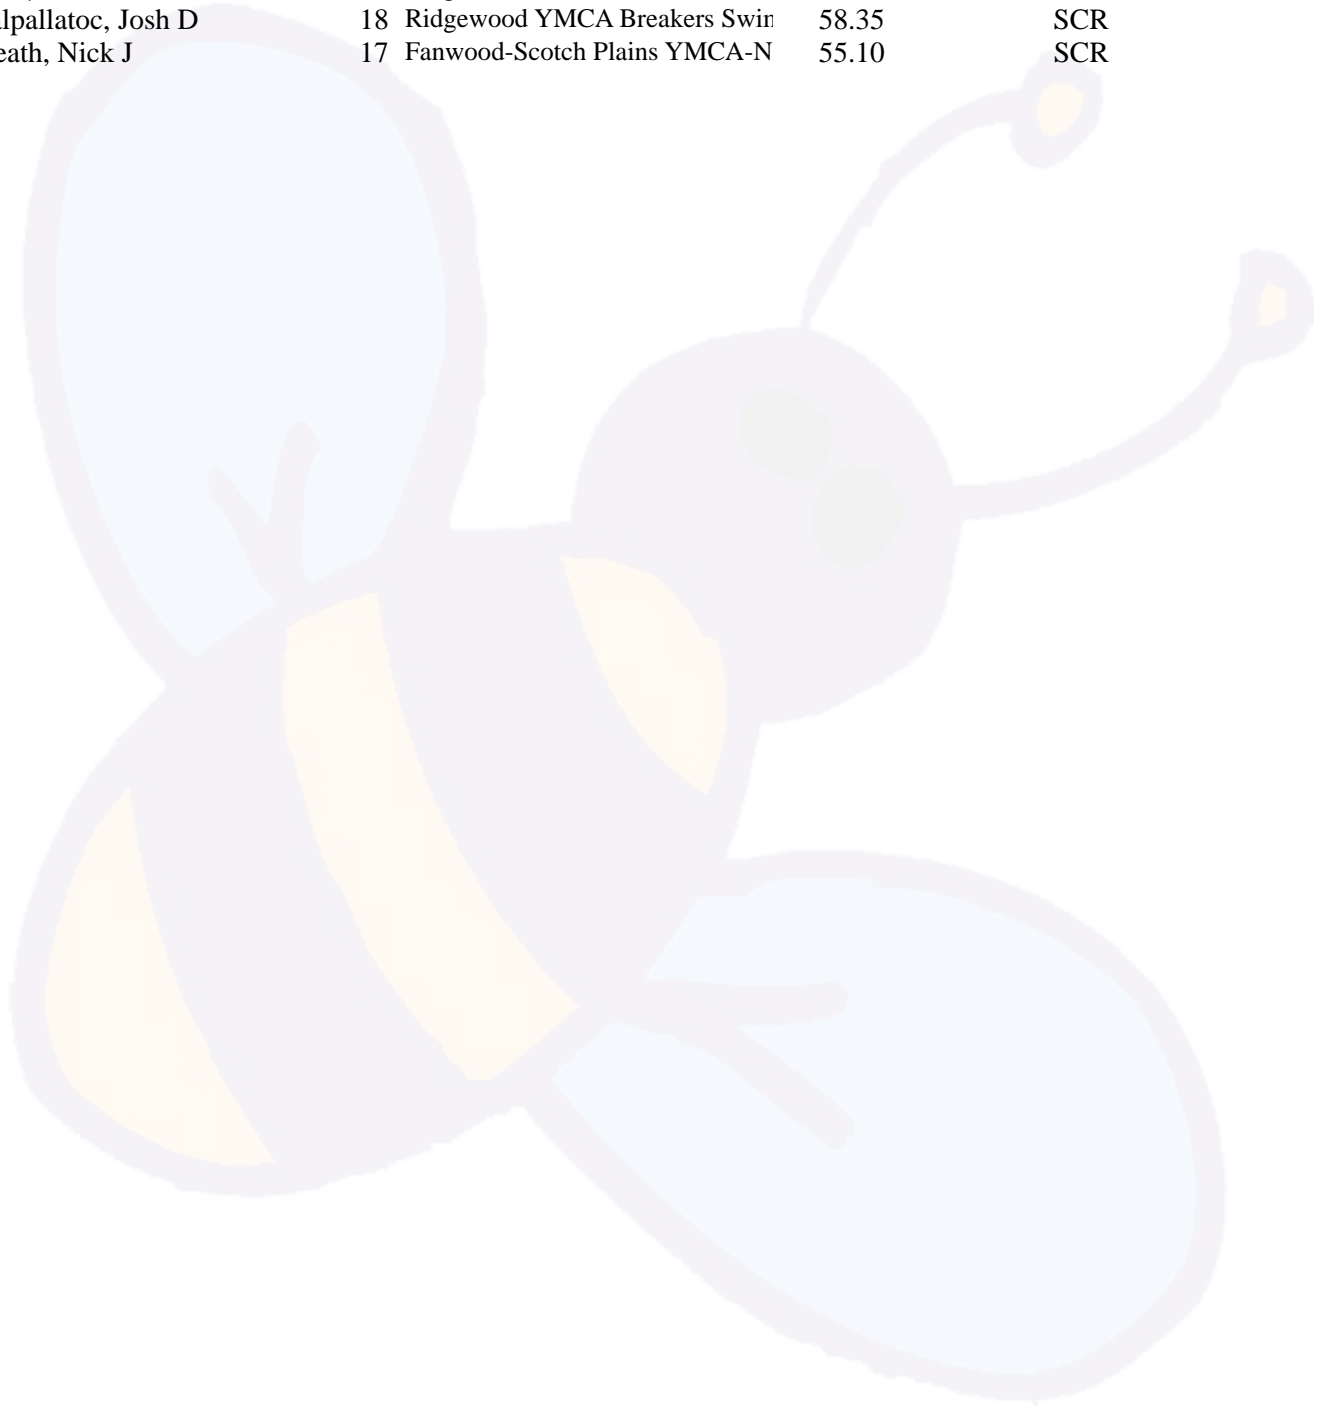 lpallatoc, Josh D 18 Ridgewood YMCA Breakers Swin 58.35 SCR
eath, Nick J 17 Fanwood-Scotch Plains YMCA-N 55.10 SCR